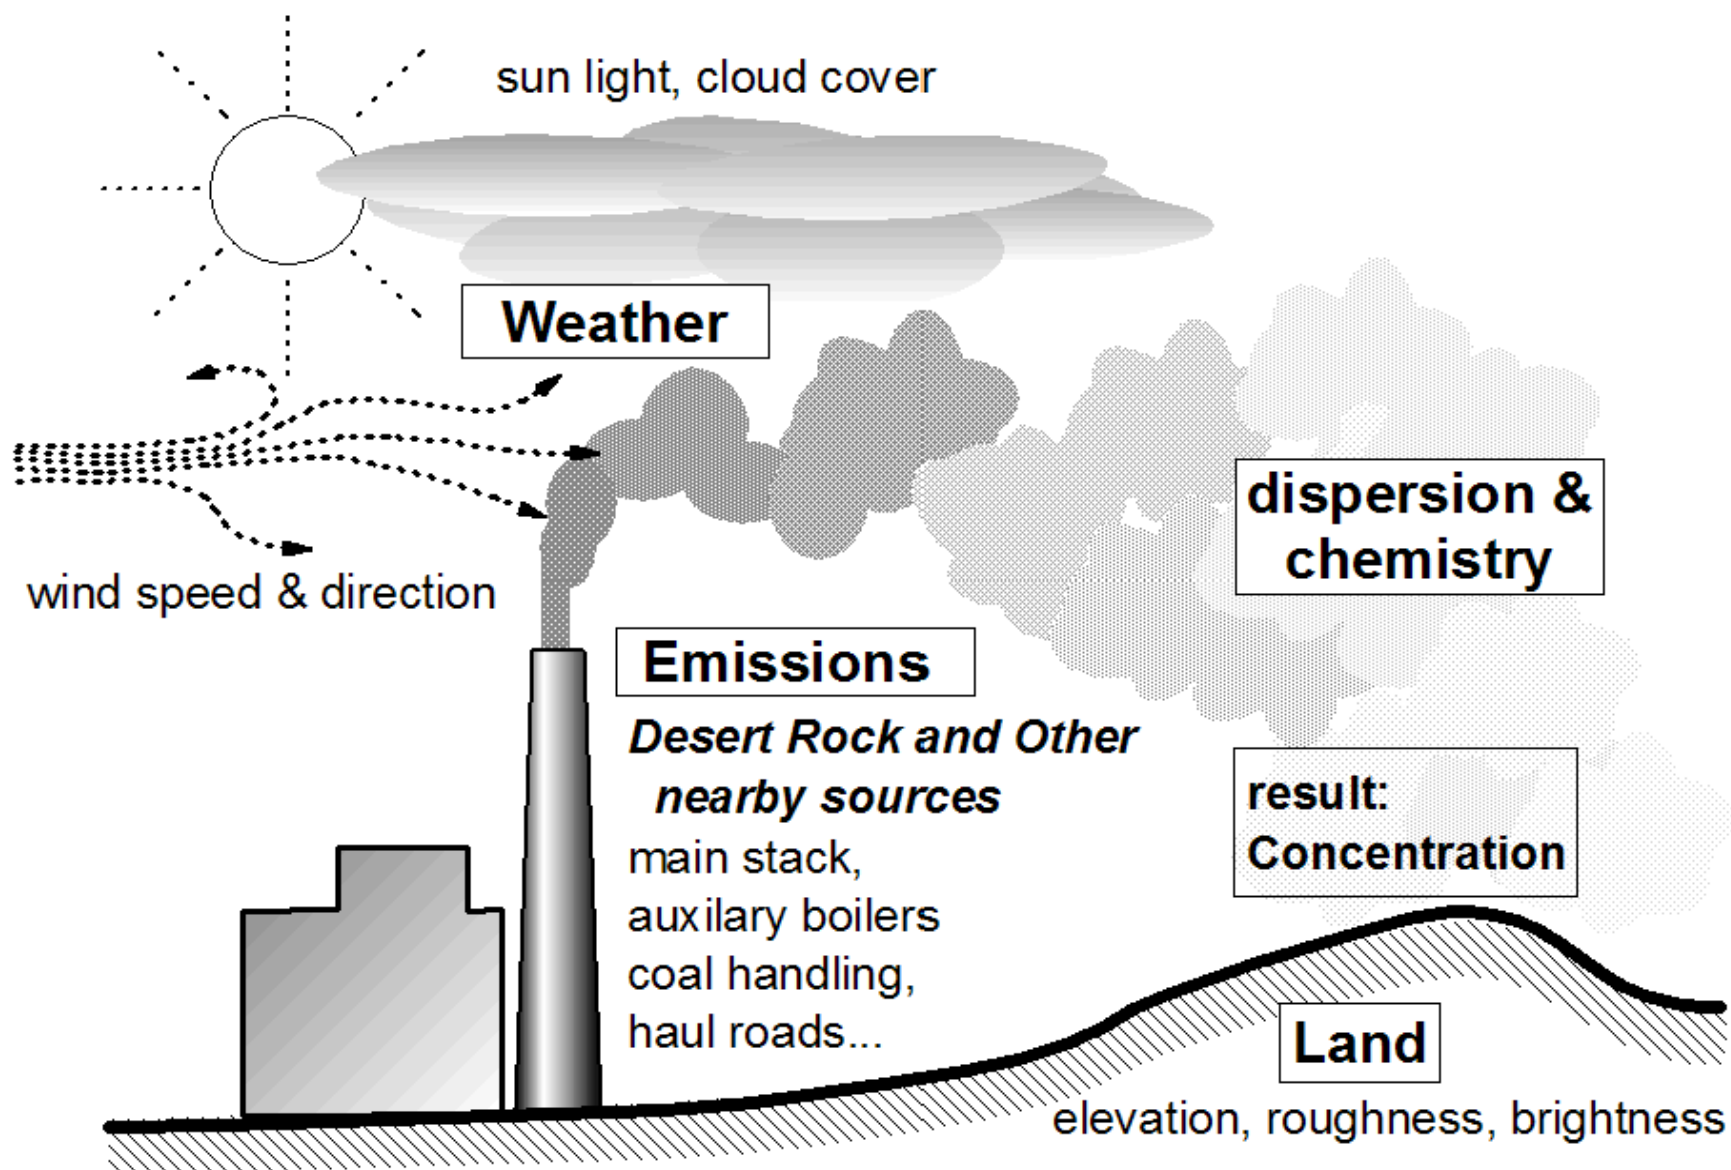 sun light, cloud cover
Weather
wind speed & direction
dispersion &
chemistry
Emissions
Desert Rock and Other
nearby sources
main stack,
auxilary boilers
coal handling,
haul roads...
result:
Concentration
Land
elevation, roughness, brightness